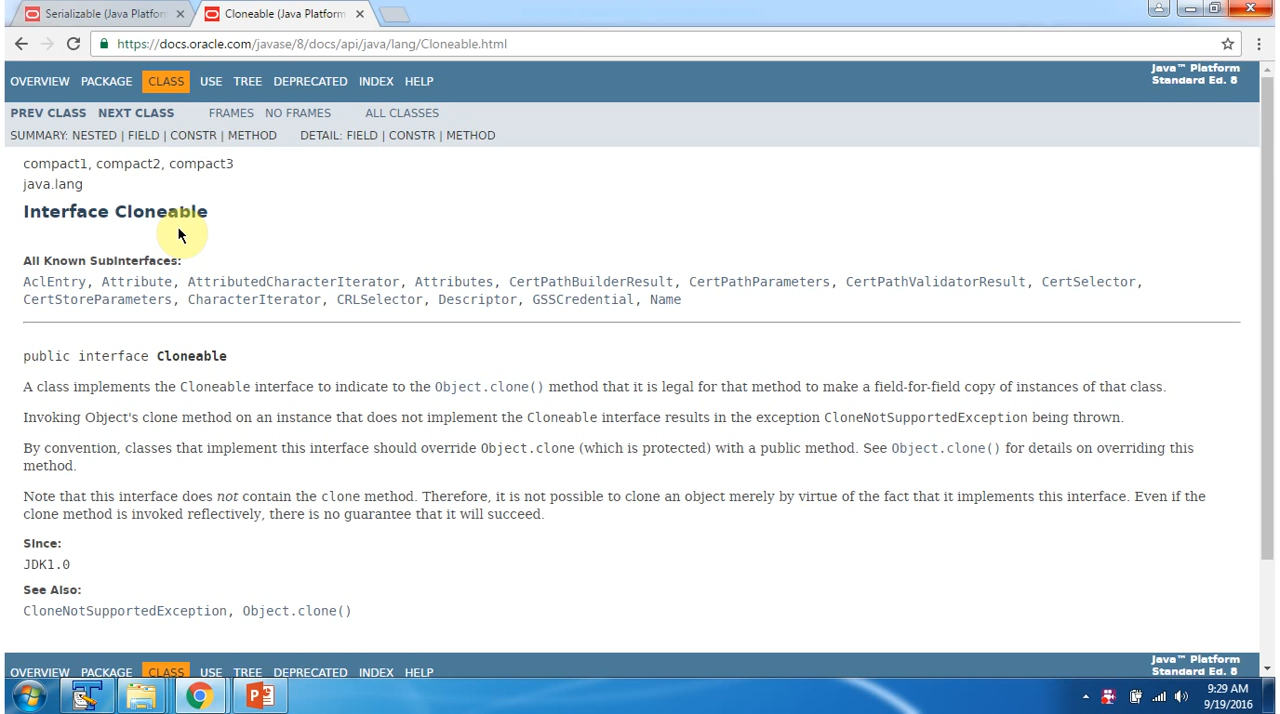 Serializable (Java Platfor
Cloneable (Java Platform
https://docs.oracle.com/javase/8/docs/api/java/lang/Cloneable.html
OVERVIEW PACKAGE CLASS USE TREE DEPRECATED INDEX HELP
Java™ Platform
Standard Ed. 8
PREV CLASS NEXT CLASS FRAMES NO FRAMES ALL CLASSES
SUMMARY: NESTED | FIELD | CONSTR | METHOD DETAIL: FIELD | CONSTR | METHOD
compact1, compact2, compact3
java.lang
Interface Cloneable
All Known Subinterfaces:
AclEntry, Attribute, AttributedCharacterIterator, Attributes, CertPathBuilderResult, CertPathParameters, CertPathValidatorResult, CertSelector,
CertStoreParameters, CharacterIterator, CRLSelector, Descriptor, GSSCredential, Name
public interface Cloneable
A class implements the Cloneable interface to indicate to the Object.clone() method that it is legal for that method to make a field-for-field copy of instances of that class.
Invoking Object's clone method on an instance that does not implement the Cloneable interface results in the exception CloneNotSupportedException being thrown.
By convention, classes that implement this interface should override Object.clone (which is protected) with a public method. See Object.clone() for details on overriding this
method.
Note that this interface does not contain the clone method. Therefore, it is not possible to clone an object merely by virtue of the fact that it implements this interface. Even if the
clone method is invoked reflectively, there is no guarantee that it will succeed.
Since:
JDK1.0
See Also:
CloneNotSupportedException, Object.clone()
OVERVIEW PACKAGE CLASS USE TREE DEPRECATED INDEX HELP
Java™ Platform
Standard Ed. 8
9:29 AM
9/19/2016